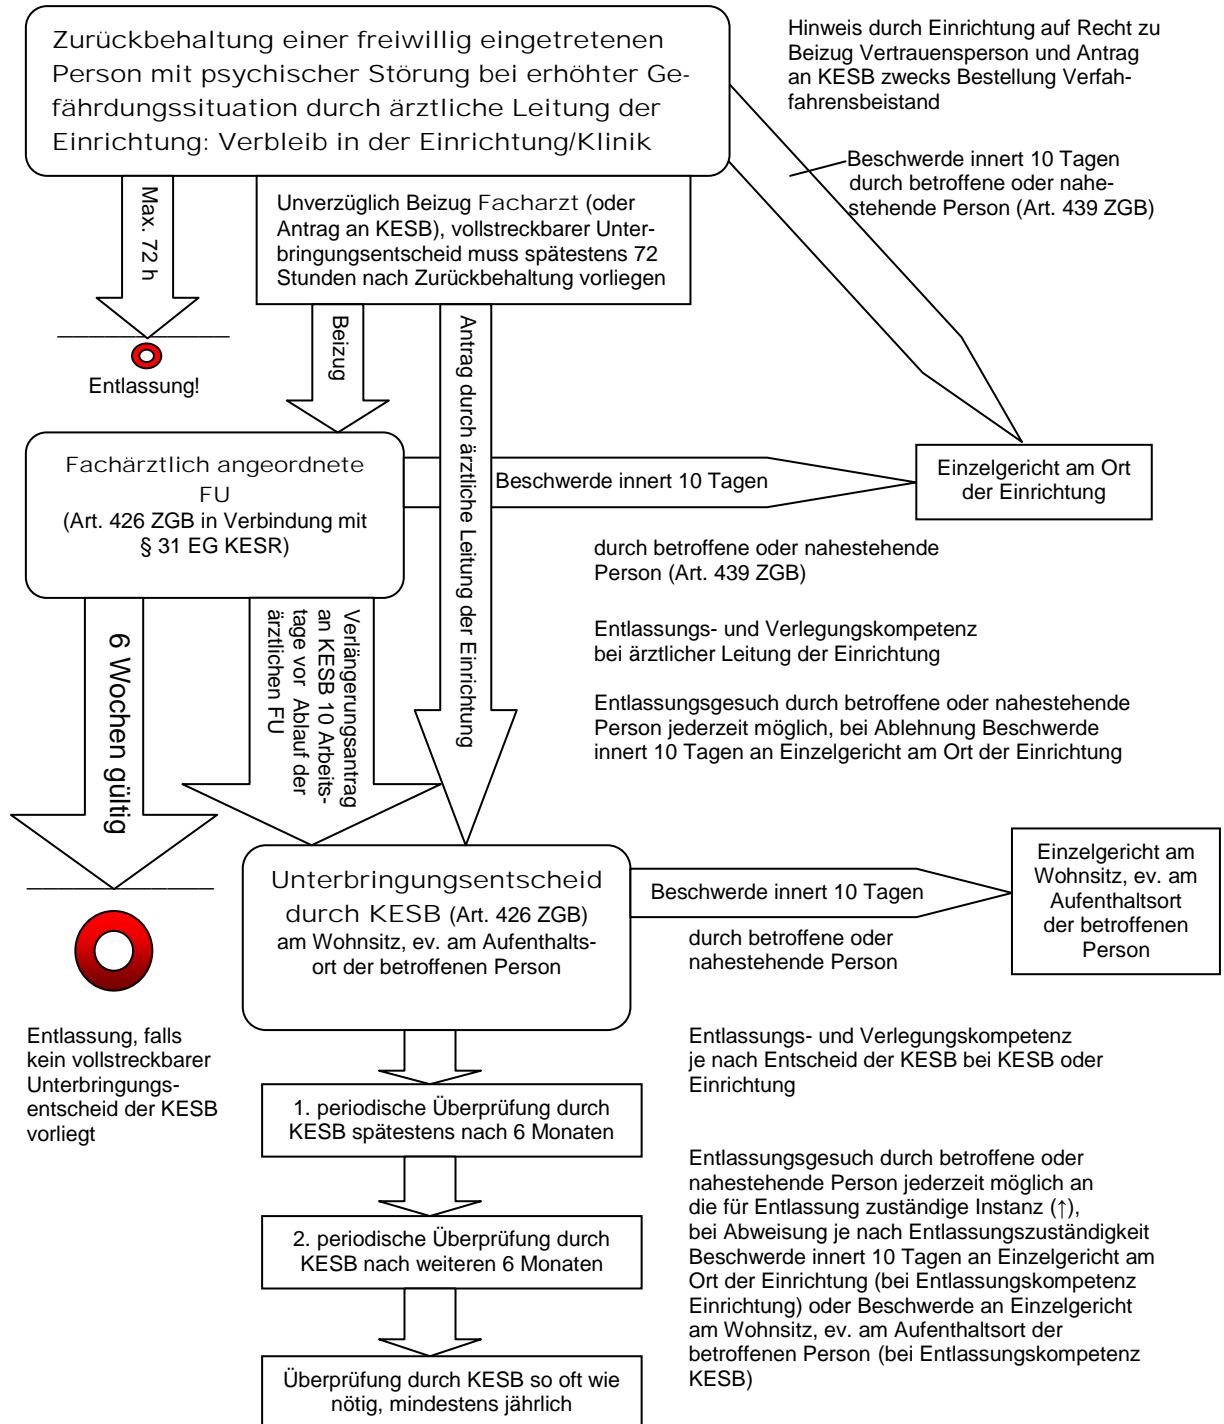 Zurückbehaltung einer freiwillig eingetretenen
Person mit psychischer Störung bei erhöhter Ge-
fährdungssituation durch ärztliche Leitung der
Einrichtung: Verbleib in der Einrichtung/Klinik
Hinweis durch Einrichtung auf Recht zu
Beizug Vertrauensperson und Antrag
an KESB zwecks Bestellung Verfah-
fahrensbeistand
Beschwerde innert 10 Tagen
durch betroffene oder nahe-
stehende Person (Art. 439 ZGB)
Max. 72 h
Unverzüglich Beizug Facharzt (oder
Antrag an KESB), vollstreckbarer Unter-
bringungsentscheid muss spätestens 72
Stunden nach Zurückbehaltung vorliegen
Entlassung!
Beizug
Antrag durch ärztliche Leitung der Einrichtung
Fachärztlich angeordnete
FU
(Art. 426 ZGB in Verbindung mit
§ 31 EG KESR)
Beschwerde innert 10 Tagen
Einzelgericht am Ort
der Einrichtung
durch betroffene oder nahestehende
Person (Art. 439 ZGB)
Entlassungs- und Verlegungskompetenz
bei ärztlicher Leitung der Einrichtung
Entlassungsgesuch durch betroffene oder nahestehende
Person jederzeit möglich, bei Ablehnung Beschwerde
innert 10 Tagen an Einzelgericht am Ort der Einrichtung
6 Wochen gültig
Verlängerungsantrag
an KESB 10 Arbeits-
tage vor Ablauf der
ärztlichen FU
Unterbringungsentscheid
durch KESB (Art. 426 ZGB)
am Wohnsitz, ev. am Aufenthalts-
ort der betroffenen Person
Beschwerde innert 10 Tagen
durch betroffene oder
nahestehende Person
Einzelgericht am
Wohnsitz, ev. am
Aufenthaltsort
der betroffenen
Person
Entlassung, falls
kein vollstreckbarer
Unterbringungs-
entscheid der KESB
vorliegt
Entlassungs- und Verlegungskompetenz
je nach Entscheid der KESB bei KESB oder
Einrichtung
1. periodische Überprüfung durch
KESB spätestens nach 6 Monaten
2. periodische Überprüfung durch
KESB nach weiteren 6 Monaten
Überprüfung durch KESB so oft wie
nötig, mindestens jährlich
Entlassungsgesuch durch betroffene oder
nahestehende Person jederzeit möglich an
die für Entlassung zuständige Instanz (↑),
bei Abweisung je nach Entlassungszuständigkeit
Beschwerde innert 10 Tagen an Einzelgericht am
Ort der Einrichtung (bei Entlassungskompetenz
Einrichtung) oder Beschwerde an Einzelgericht
am Wohnsitz, ev. am Aufenthaltsort der
betroffenen Person (bei Entlassungskompetenz
KESB)